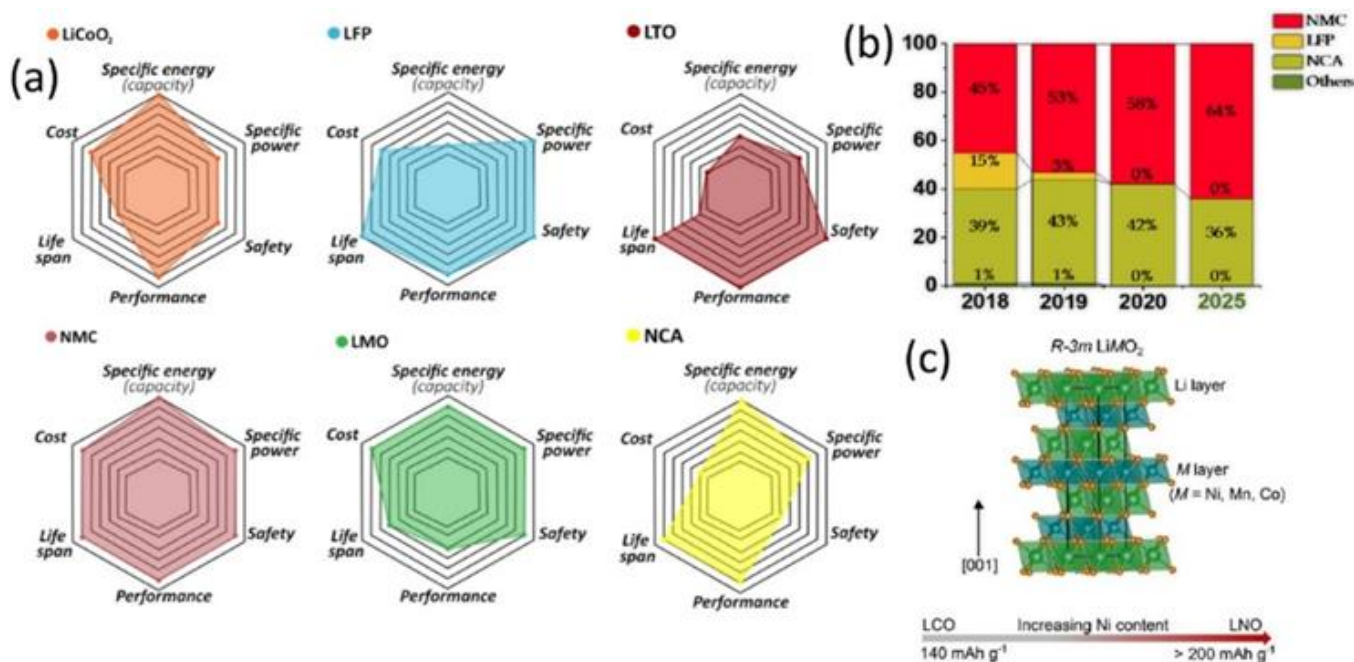 (a)
LiCoO₂
Specific energy
(capacity)
Cost
Specific
power
Life
span
Safety
Performance
LFP
Specific energy
(capacity)
Cost
Specific
power
Life
span
Safety
Performance
LTO
Specific energy
(capacity)
Cost
Specific
power
Life
span
Safety
Performance
NMC
Specific energy
(capacity)
Cost
Specific
power
Life
span
Safety
Performance
LMO
Specific energy
(capacity)
Cost
Specific
power
Life
span
Safety
Performance
NCA
Specific energy
(capacity)
Cost
Specific
power
Life
span
Safety
Performance
(b)
NMC
LFP
NCA
Others
100
80
60
40
20
0
45% 53% 58% 64%
15% 3% 0% 0%
39% 43% 42% 36%
1% 1% 0% 0%
2018 2019 2020 2025
(c)
R-3m LiMO₂
Li layer
M layer
(M = Ni, Mn, Co)
[001]
LCO Increasing Ni content LNO
140 mAh g⁻¹ > 200 mAh g⁻¹